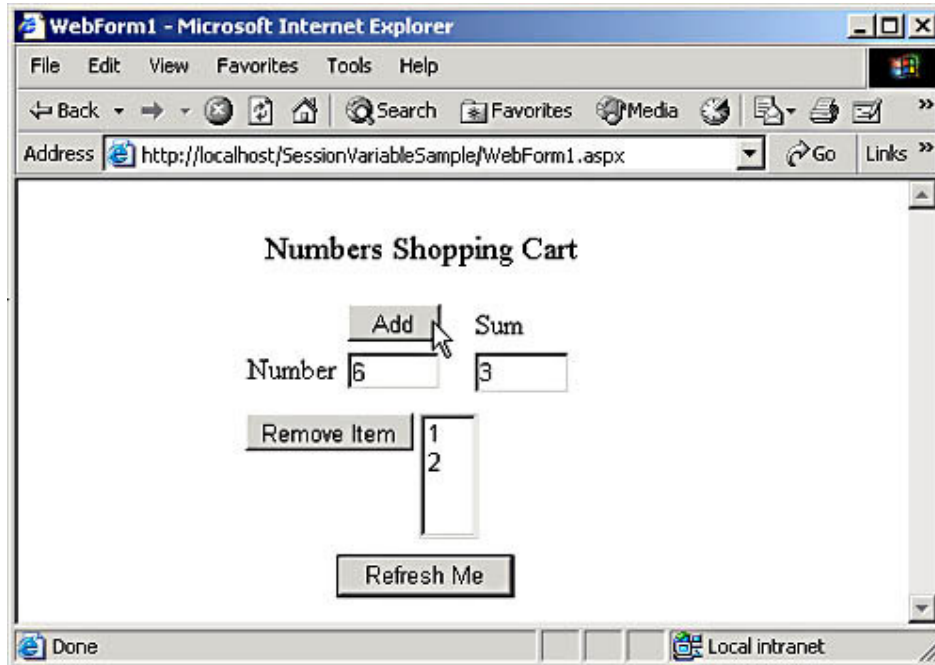 WebForm1 - Microsoft Internet Explorer
File Edit View Favorites Tools Help
Back Search Favorites Media »
Address http://localhost/SessionVariableSample/WebForm1.aspx Go Links »
Numbers Shopping Cart
Add Sum
Number 6 3
Remove Item 1
2
Refresh Me
Done Local intranet